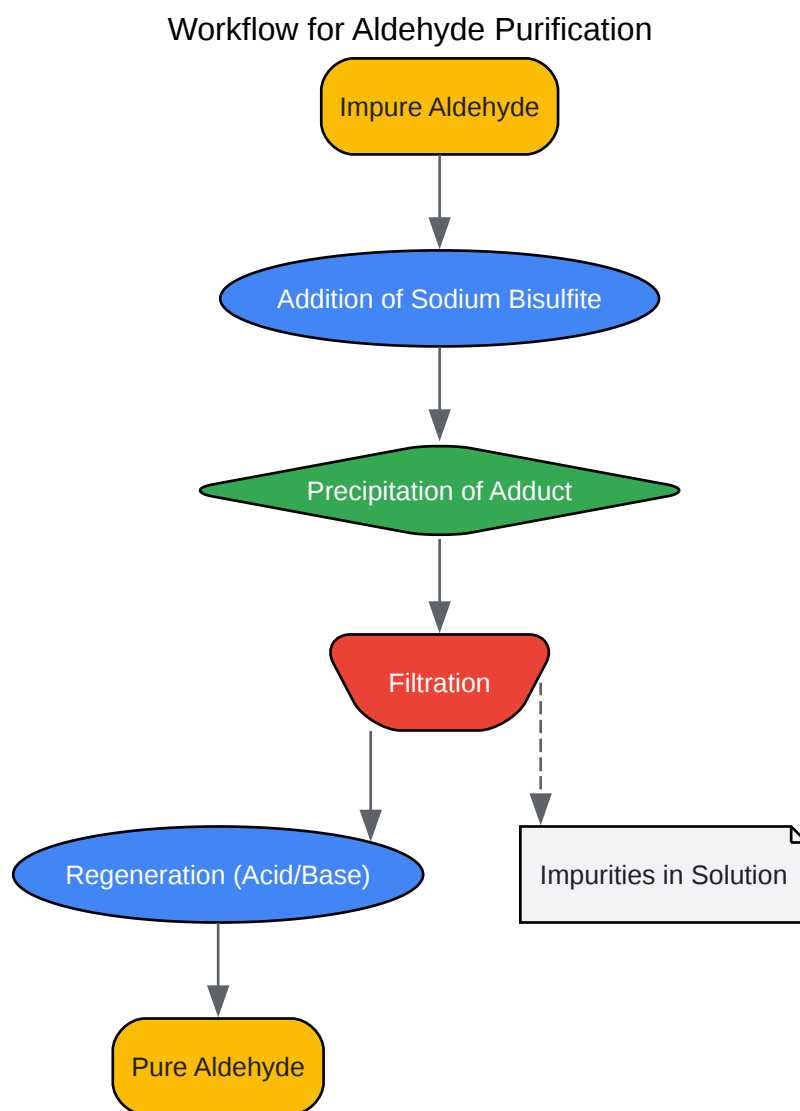 Workflow for Aldehyde Purification
Impure Aldehyde
Addition of Sodium Bisulfite
Precipitation of Adduct
Filtration
Regeneration (Acid/Base)
Impurities in Solution
Pure Aldehyde